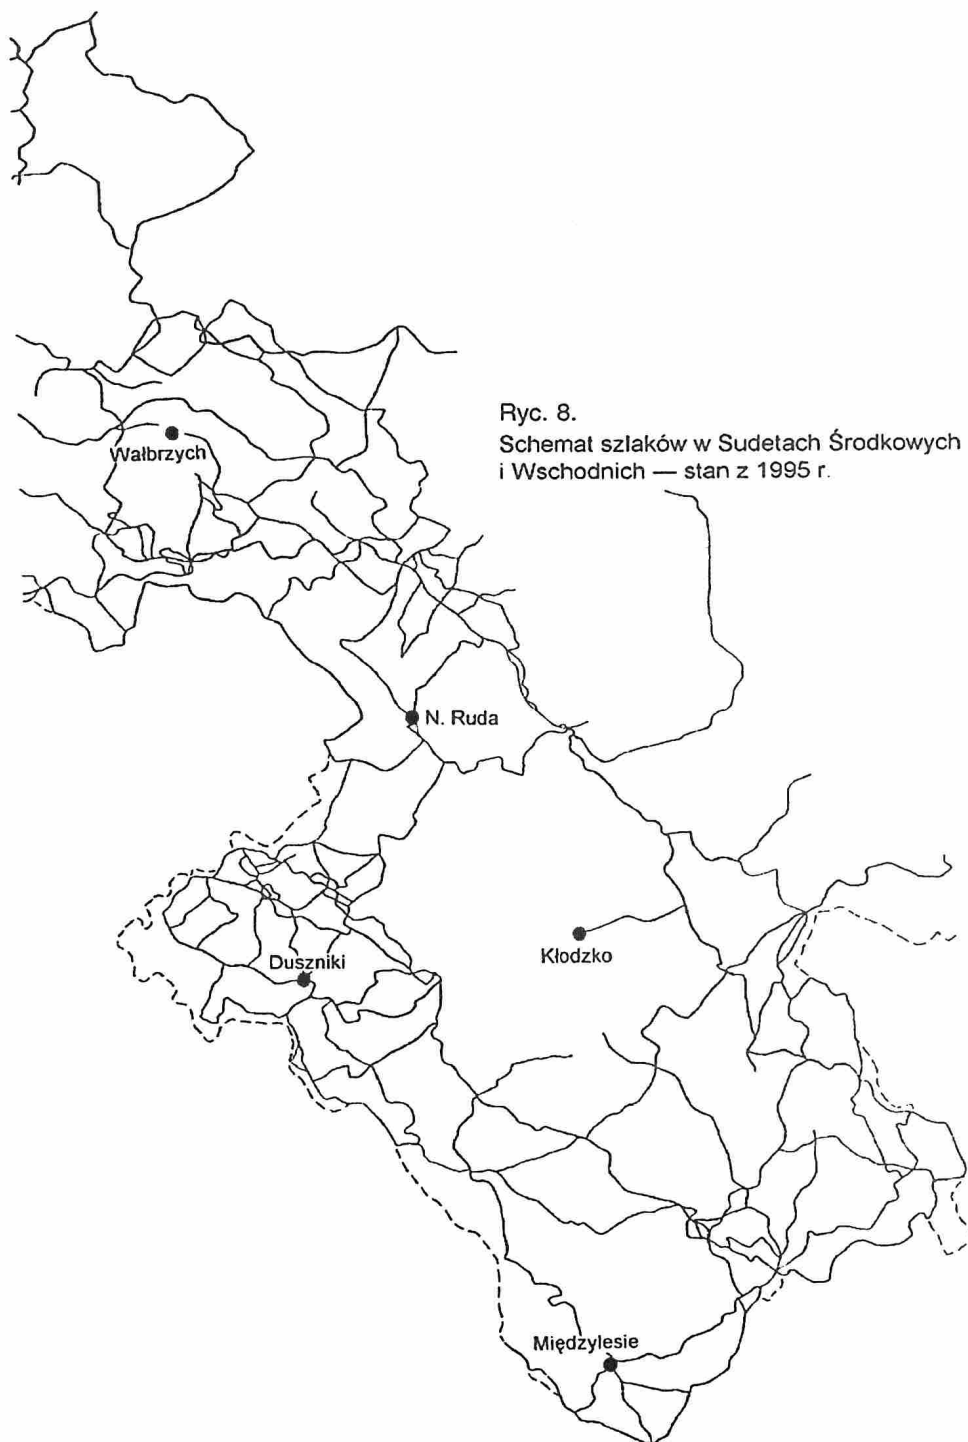 Ryc. 8.
Schemat szlaków w Sudetach Środkowych
i Wschodnich — stan z 1995 r.
Wałbrzych
N. Ruda
Duszniki
Kłodzko
Międzylesie